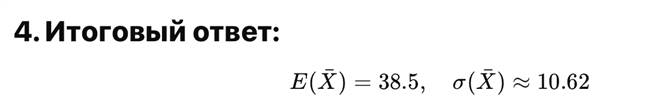 4. Итоговый ответ:
E(X̄) = 38.5, σ(X̄) ≈ 10.62